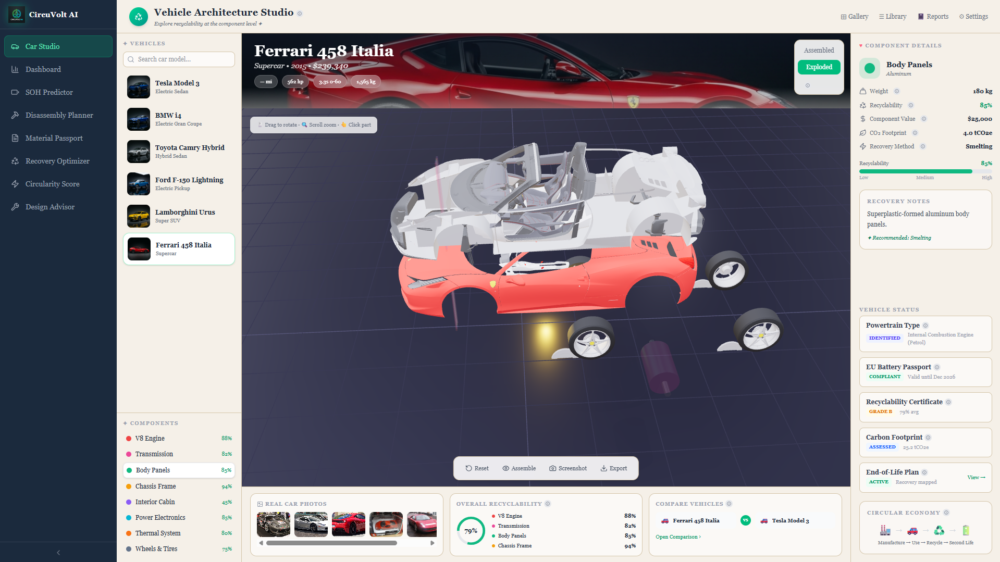 CircuVolt AI
Car Studio
Dashboard
SOH Predictor
Disassembly Planner
Material Passport
Recovery Optimizer
Circularity Score
Design Advisor
Vehicle Architecture Studio
Explore recyclability at the component level ✦
Gallery
Library
Reports
Settings
✦ VEHICLES
Search car model...
Tesla Model 3
Electric Sedan
BMW i4
Electric Gran Coupe
Toyota Camry Hybrid
Hybrid Sedan
Ford F-150 Lightning
Electric Pickup
Lamborghini Urus
Super SUV
Ferrari 458 Italia
Supercar
✦ COMPONENTS
V8 Engine 88%
Transmission 82%
Body Panels 85%
Chassis Frame 94%
Interior Cabin 45%
Power Electronics 85%
Thermal System 80%
Wheels & Tires 75%
Ferrari 458 Italia
Supercar • 2015 • $239,340
— mi
562 hp
3.3s 0-60
1,565 kg
Assembled
Exploded
Drag to rotate · Scroll zoom · Click part
Reset
Assemble
Screenshot
Export
REAL CAR PHOTOS
OVERALL RECYCLABILITY
79%
V8 Engine 88%
Transmission 82%
Body Panels 85%
Chassis Frame 94%
COMPARE VEHICLES
Ferrari 458 Italia
VS
Tesla Model 3
Open Comparison ›
♥ COMPONENT DETAILS
Body Panels
Aluminum
Weight 180 kg
Recyclability 85%
Component Value $25,000
CO₂ Footprint 4.0 tCO2e
Recovery Method Smelting
Recyclability 85%
Low Medium High
RECOVERY NOTES
Superplastic-formed aluminum body
panels.
✦ Recommended: Smelting
VEHICLE STATUS
Powertrain Type
IDENTIFIED Internal Combustion Engine
(Petrol)
EU Battery Passport
COMPLIANT Valid until Dec 2026
Recyclability Certificate
GRADE B 79% avg
Carbon Footprint
ASSESSED 25.2 tCO2e
End-of-Life Plan
ACTIVE Recovery mapped
View →
CIRCULAR ECONOMY
Manufacture → Use → Recycle → Second Life